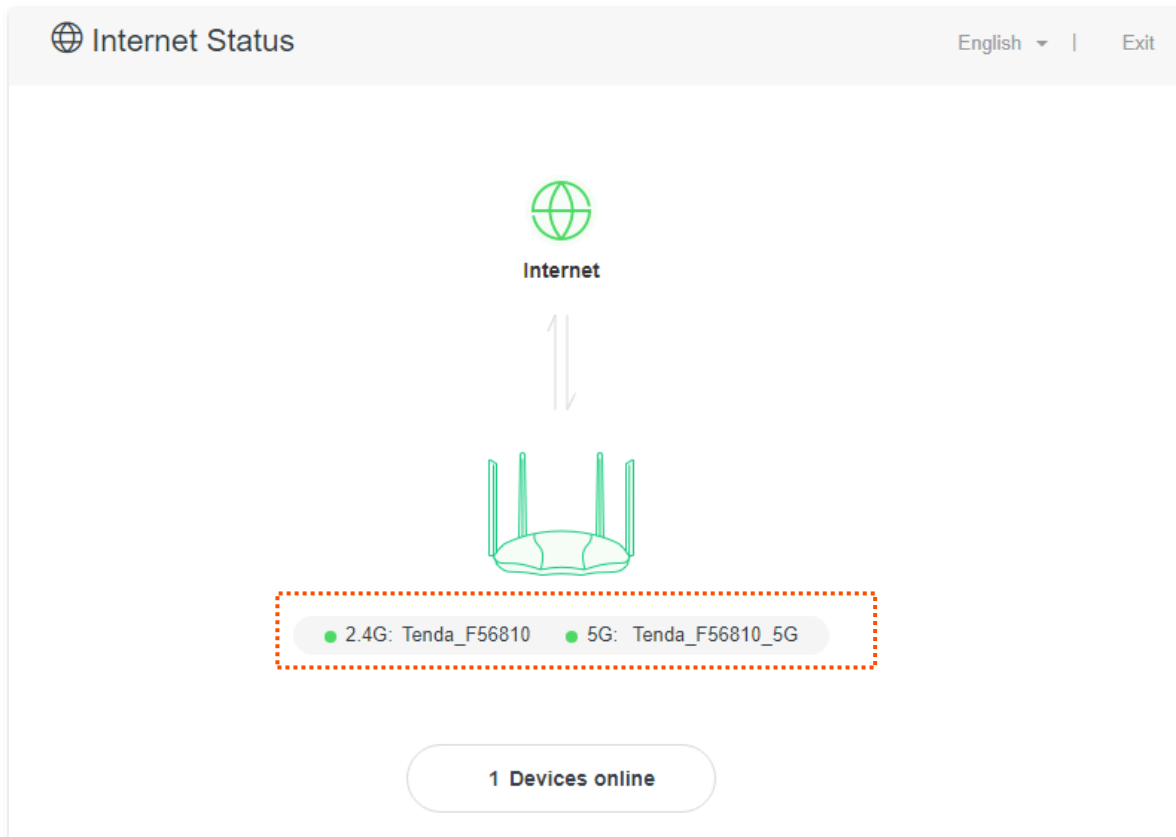 Internet Status
English | Exit
Internet
2.4G: Tenda_F56810 5G: Tenda_F56810_5G
1 Devices online